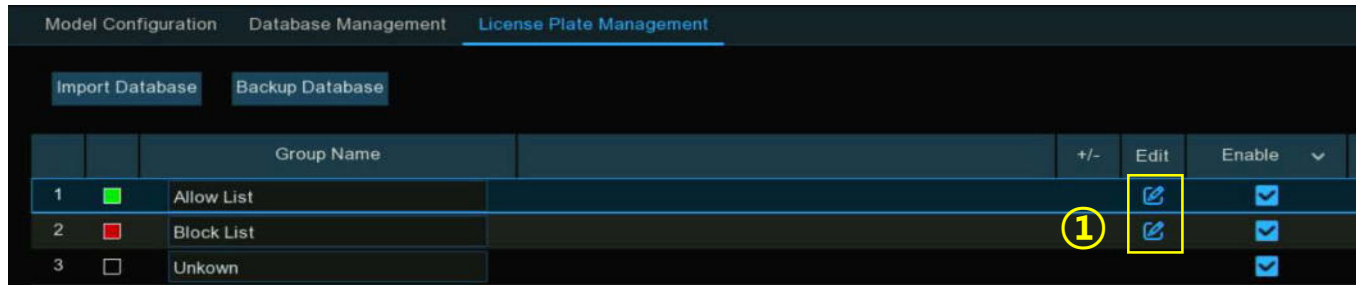 Model Configuration Database Management License Plate Management
Import Database Backup Database
Group Name +/- Edit Enable
1 Allow List
2 Block List
①
3 Unkown